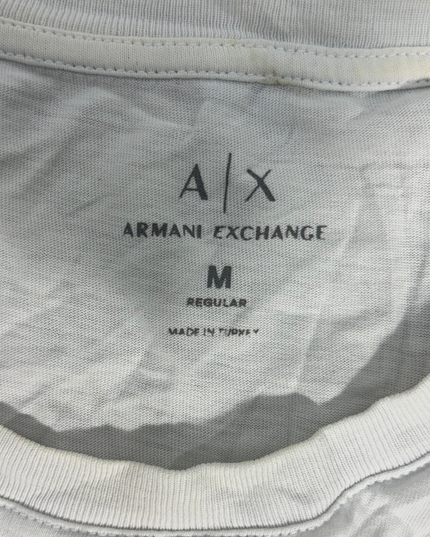 A|X
ARMANI EXCHANGE
M
REGULAR
MADE IN TURKEY